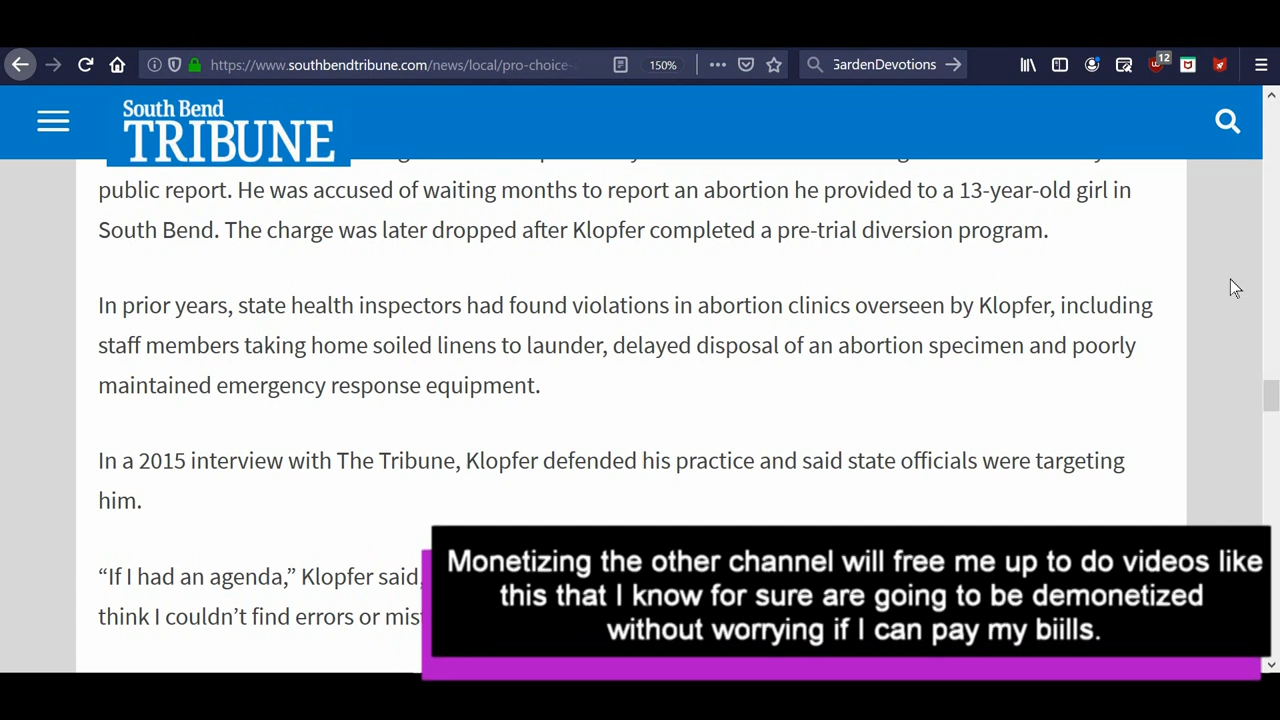 https://www.southbendtribune.com/news/local/pro-choice-
150%
GardenDevotions
12
South Bend
TRIBUNE
public report. He was accused of waiting months to report an abortion he provided to a 13-year-old girl in
South Bend. The charge was later dropped after Klopfer completed a pre-trial diversion program.
In prior years, state health inspectors had found violations in abortion clinics overseen by Klopfer, including
staff members taking home soiled linens to launder, delayed disposal of an abortion specimen and poorly
maintained emergency response equipment.
In a 2015 interview with The Tribune, Klopfer defended his practice and said state officials were targeting
him.
“If I had an agenda,” Klopfer said,
think I couldn’t find errors or mist
Monetizing the other channel will free me up to do videos like
this that I know for sure are going to be demonetized
without worrying if I can pay my biills.